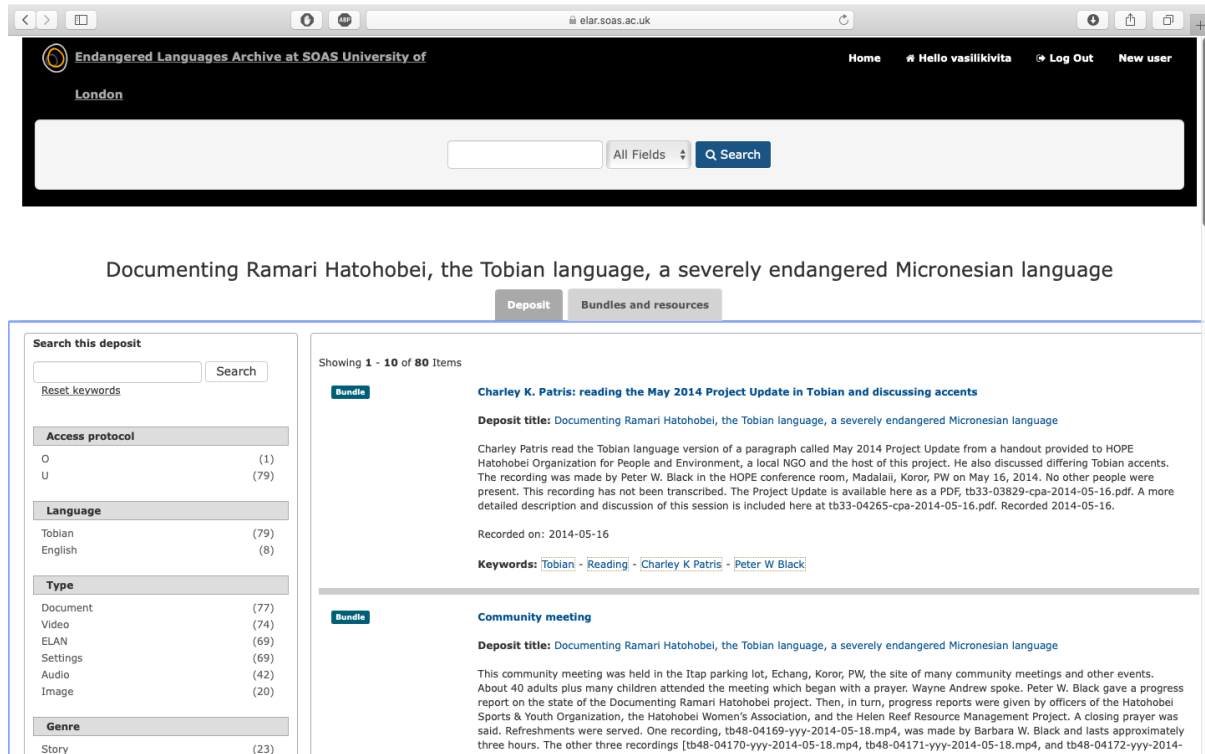 ABP
elar.soas.ac.uk
Endangered Languages Archive at SOAS University of
London
Home
Hello vasilikivita
Log Out
New user
All Fields
Search
Documenting Ramari Hatohobei, the Tobian language, a severely endangered Micronesian language
Deposit
Bundles and resources
Search this deposit
Search
Reset keywords
Access protocol
O (1)
U (79)
Language
Tobian (79)
English (8)
Type
Document (77)
Video (74)
ELAN (69)
Settings (69)
Audio (42)
Image (20)
Genre
Story (23)
Showing 1 - 10 of 80 Items
Bundle
Charley K. Patris: reading the May 2014 Project Update in Tobian and discussing accents
Deposit title: Documenting Ramari Hatohobei, the Tobian language, a severely endangered Micronesian language
Charley Patris read the Tobian language version of a paragraph called May 2014 Project Update from a handout provided to HOPE
Hatohobei Organization for People and Environment, a local NGO and the host of this project. He also discussed differing Tobian accents.
The recording was made by Peter W. Black in the HOPE conference room, Madalaii, Koror, PW on May 16, 2014. No other people were
present. This recording has not been transcribed. The Project Update is available here as a PDF, tb33-03829-cpa-2014-05-16.pdf. A more
detailed description and discussion of this session is included here at tb33-04265-cpa-2014-05-16.pdf. Recorded 2014-05-16.
Recorded on: 2014-05-16
Keywords: Tobian - Reading - Charley K Patris - Peter W Black
Bundle
Community meeting
Deposit title: Documenting Ramari Hatohobei, the Tobian language, a severely endangered Micronesian language
This community meeting was held in the Itap parking lot, Echang, Koror, PW, the site of many community meetings and other events.
About 40 adults plus many children attended the meeting which began with a prayer. Wayne Andrew spoke. Peter W. Black gave a progress
report on the state of the Documenting Ramari Hatohobei project. Then, in turn, progress reports were given by officers of the Hatohobei
Sports & Youth Organization, the Hatohobei Women's Association, and the Helen Reef Resource Management Project. A closing prayer was
said. Refreshments were served. One recording, tb48-04169-yyy-2014-05-18.mp4, was made by Barbara W. Black and lasts approximately
three hours. The other three recordings [tb48-04170-yyy-2014-05-18.mp4, tb48-04171-yyy-2014-05-18.mp4, and tb48-04172-yyy-2014-